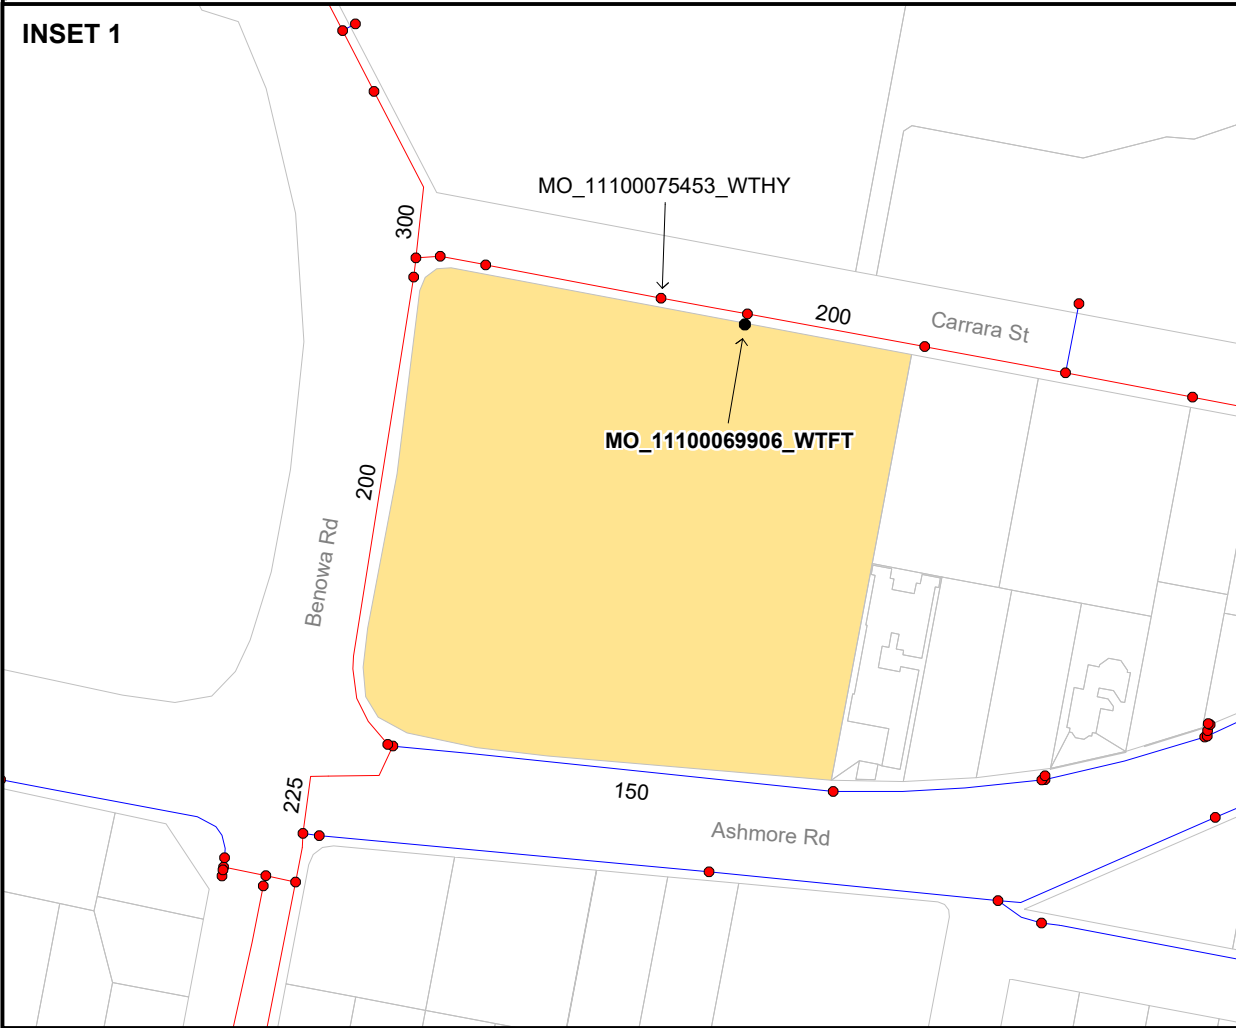 INSET 1
MO_11100075453_WTHY
300
200
Carrara St
MO_11100069906_WTFT
200
Benowa Rd
225
150
Ashmore Rd